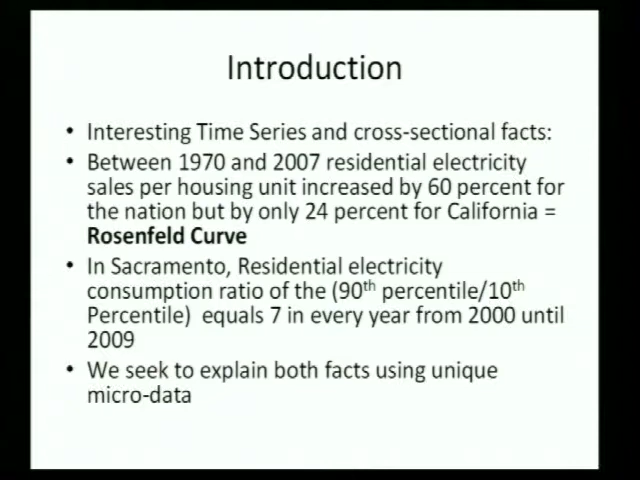 Introduction
• Interesting Time Series and cross-sectional facts:
• Between 1970 and 2007 residential electricity
sales per housing unit increased by 60 percent for
the nation but by only 24 percent for California =
Rosenfeld Curve
• In Sacramento, Residential electricity
consumption ratio of the (90th percentile/10th
Percentile)  equals 7 in every year from 2000 until
2009
• We seek to explain both facts using unique
micro-data